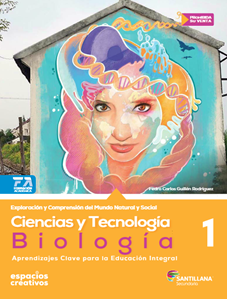 PROHIBIDA
SU VENTA
Pedro Carlos Guillén Rodríguez
Exploración y Comprensión del Mundo Natural y Social
Ciencias y Tecnología
Biología
1
Aprendizajes Clave para la Educación Integral
espacios
creativos
SANTILLANA
Secundaria